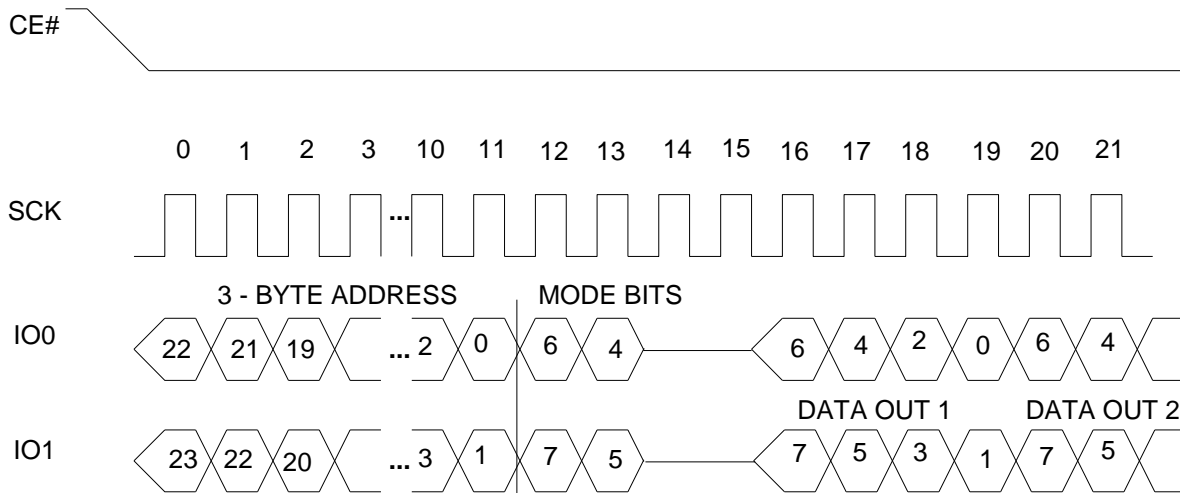 CE#
0 1 2 3 10 11 12 13 14 15 16 17 18 19 20 21
SCK ...
3 - BYTE ADDRESS MODE BITS
IO0 22 21 19 ... 2 0 6 4 6 4 2 0 6 4
DATA OUT 1 DATA OUT 2
IO1 23 22 20 ... 3 1 7 5 7 5 3 1 7 5